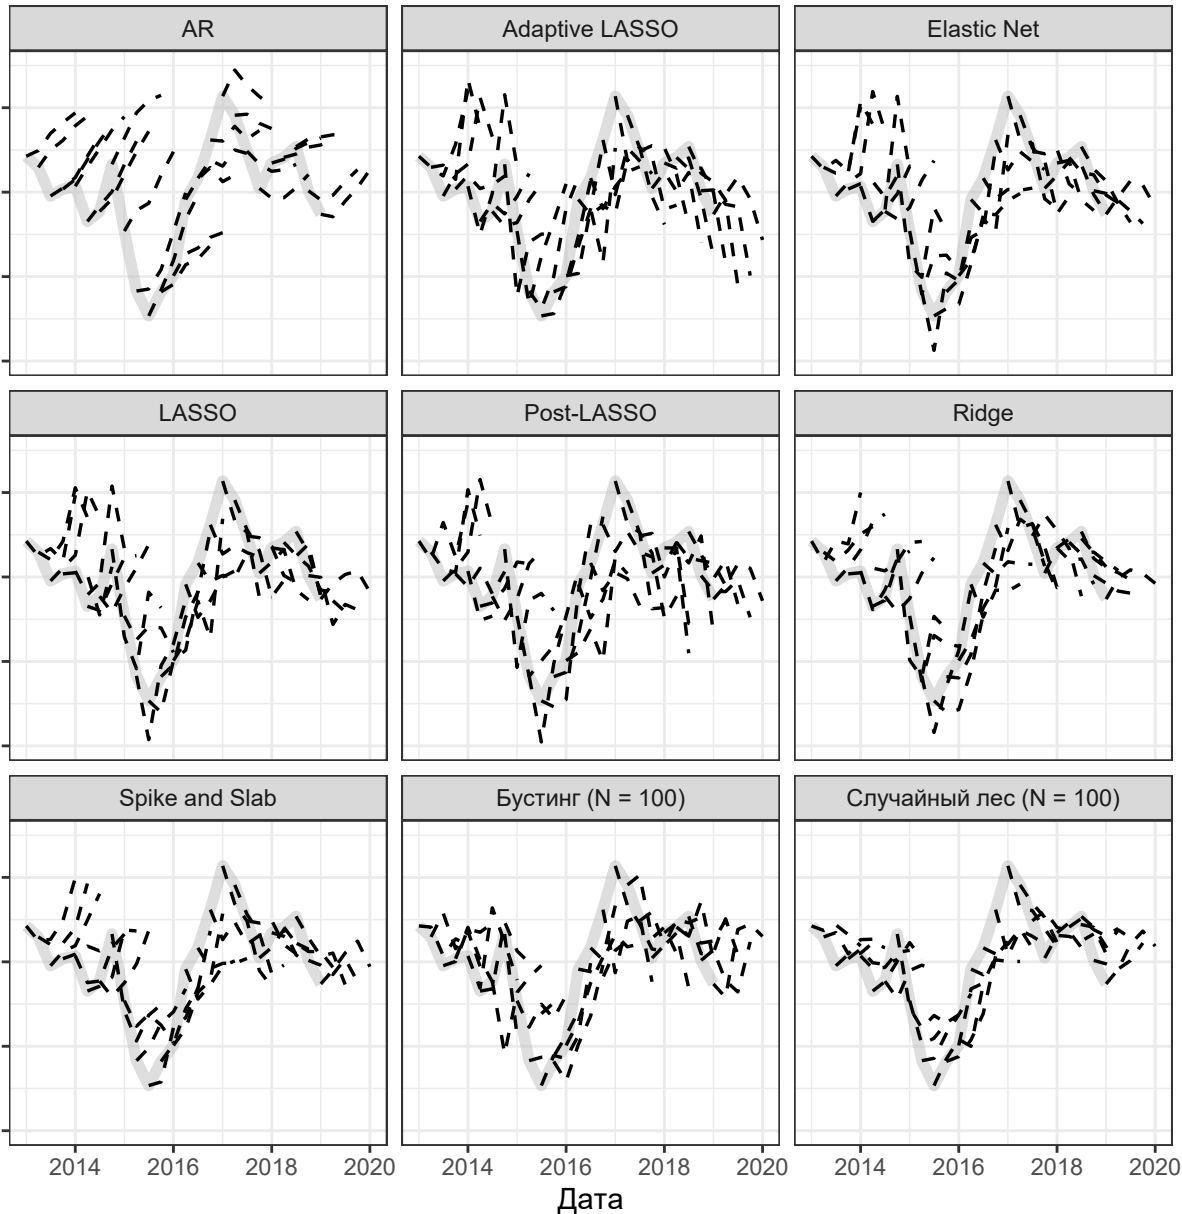 AR Adaptive LASSO Elastic Net
LASSO Post-LASSO Ridge
Spike and Slab Бустинг (N = 100) Случайный лес (N = 100)
2014 2016 2018 2020 2014 2016 2018 2020 2014 2016 2018 2020
Дата